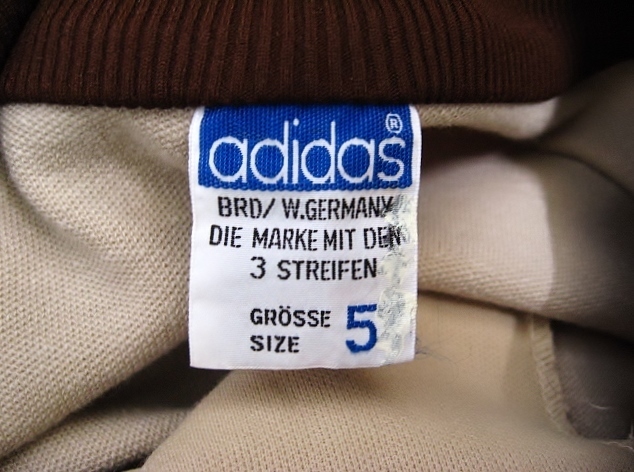 adidas®
BRD/ W.GERMANY
DIE MARKE MIT DEN
3 STREIFEN
GRÖSSE
SIZE 5